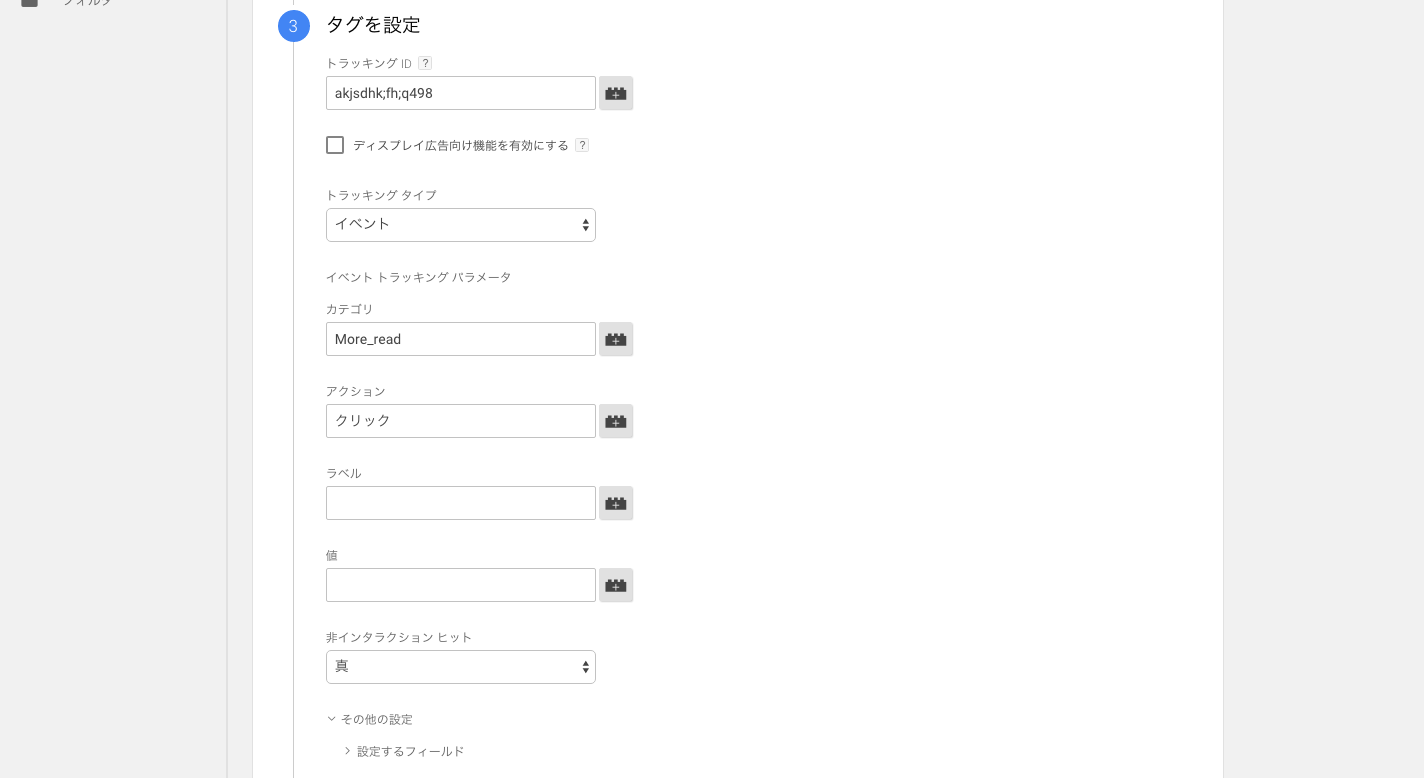 フィルタ
3 タグを設定
トラッキング ID ?
akjsdhk;fh;q498
ディスプレイ広告向け機能を有効にする ?
トラッキング タイプ
イベント
イベント トラッキング パラメータ
カテゴリ
More_read
アクション
クリック
ラベル
値
非インタラクション ヒット
真
その他の設定
設定するフィールド